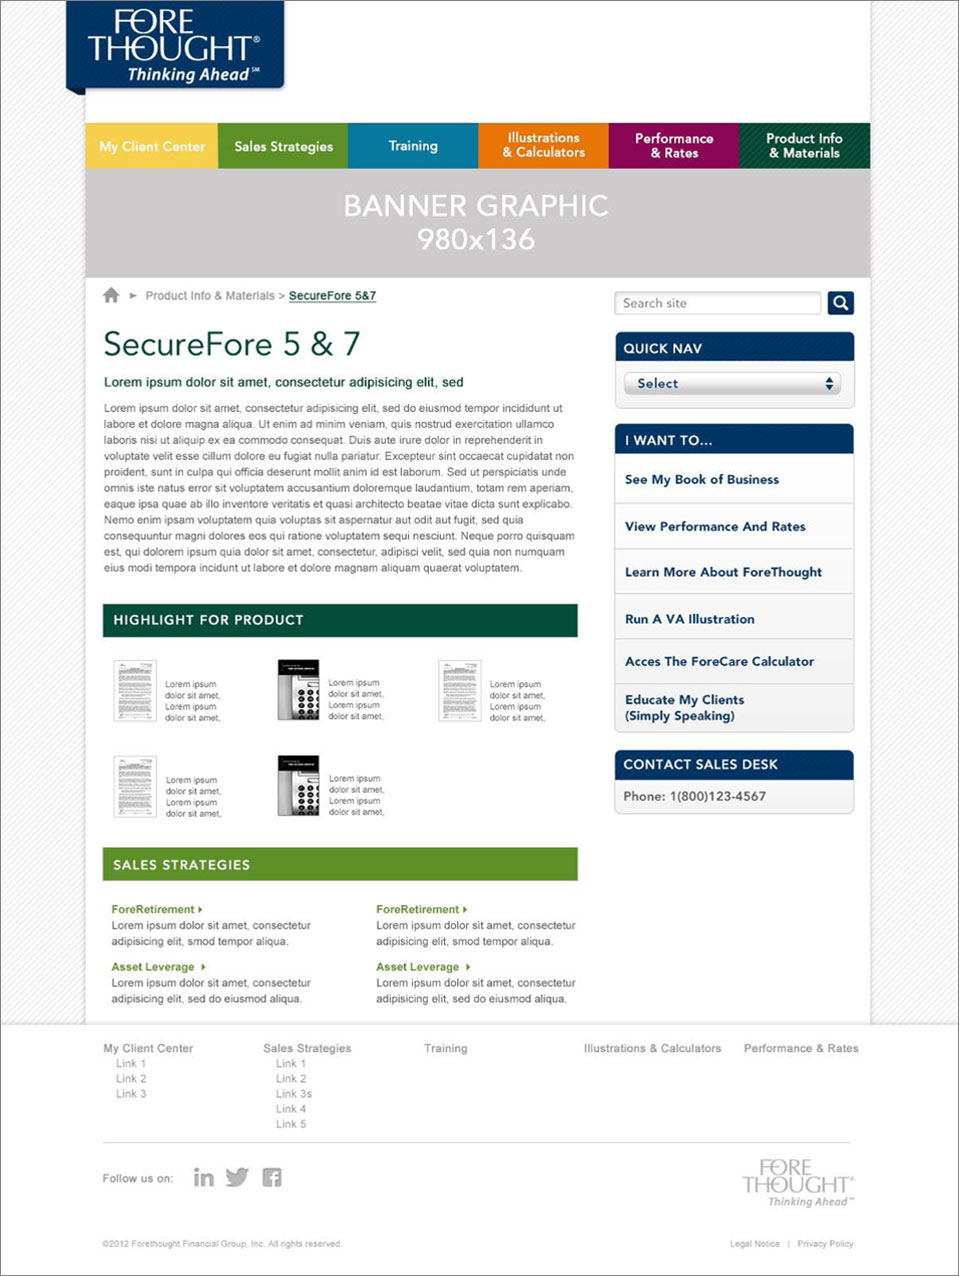 FORE
THOUGHT®
Thinking Ahead℠
My Client Center
Sales Strategies
Training
Illustrations
& Calculators
Performance
& Rates
Product Info
& Materials
BANNER GRAPHIC
980x136
Product Info & Materials > SecureFore 5&7
Search site
SecureFore 5 & 7
Lorem ipsum dolor sit amet, consectetur adipisicing elit, sed
Lorem ipsum dolor sit amet, consectetur adipisicing elit, sed do eiusmod tempor incididunt ut
labore et dolore magna aliqua. Ut enim ad minim veniam, quis nostrud exercitation ullamco
laboris nisi ut aliquip ex ea commodo consequat. Duis aute irure dolor in reprehenderit in
voluptate velit esse cillum dolore eu fugiat nulla pariatur. Excepteur sint occaecat cupidatat non
proident, sunt in culpa qui officia deserunt mollit anim id est laborum. Sed ut perspiciatis unde
omnis iste natus error sit voluptatem accusantium doloremque laudantium, totam rem aperiam,
eaque ipsa quae ab illo inventore veritatis et quasi architecto beatae vitae dicta sunt explicabo.
Nemo enim ipsam voluptatem quia voluptas sit aspernatur aut odit aut fugit, sed quia
consequuntur magni dolores eos qui ratione voluptatem sequi nesciunt. Neque porro quisquam
est, qui dolorem ipsum quia dolor sit amet, consectetur, adipisci velit, sed quia non numquam
eius modi tempora incidunt ut labore et dolore magnam aliquam quaerat voluptatem.
HIGHLIGHT FOR PRODUCT
Lorem ipsum
dolor sit amet,
Lorem ipsum
dolor sit amet,
Lorem ipsum
dolor sit amet,
Lorem ipsum
dolor sit amet,
Lorem ipsum
dolor sit amet,
Lorem ipsum
dolor sit amet,
Lorem ipsum
dolor sit amet,
Lorem ipsum
dolor sit amet,
Lorem ipsum
dolor sit amet,
Lorem ipsum
dolor sit amet,
SALES STRATEGIES
ForeRetirement
Lorem ipsum dolor sit amet, consectetur
adipisicing elit, smod tempor aliqua.
Asset Leverage
Lorem ipsum dolor sit amet, consectetur
adipisicing elit, sed do eiusmod aliqua.
ForeRetirement
Lorem ipsum dolor sit amet, consectetur
adipisicing elit, smod tempor aliqua.
Asset Leverage
Lorem ipsum dolor sit amet, consectetur
adipisicing elit, sed do eiusmod aliqua.
QUICK NAV
Select
I WANT TO...
See My Book of Business
View Performance And Rates
Learn More About ForeThought
Run A VA Illustration
Acces The ForeCare Calculator
Educate My Clients
(Simply Speaking)
CONTACT SALES DESK
Phone: 1(800)123-4567
My Client Center
Link 1
Link 2
Link 3
Sales Strategies
Link 1
Link 2
Link 3s
Link 4
Link 5
Training
Illustrations & Calculators
Performance & Rates
Follow us on:
FORE
THOUGHT®
Thinking Ahead℠
©2012 Forethought Financial Group, Inc. All rights reserved.
Legal Notice | Privacy Policy